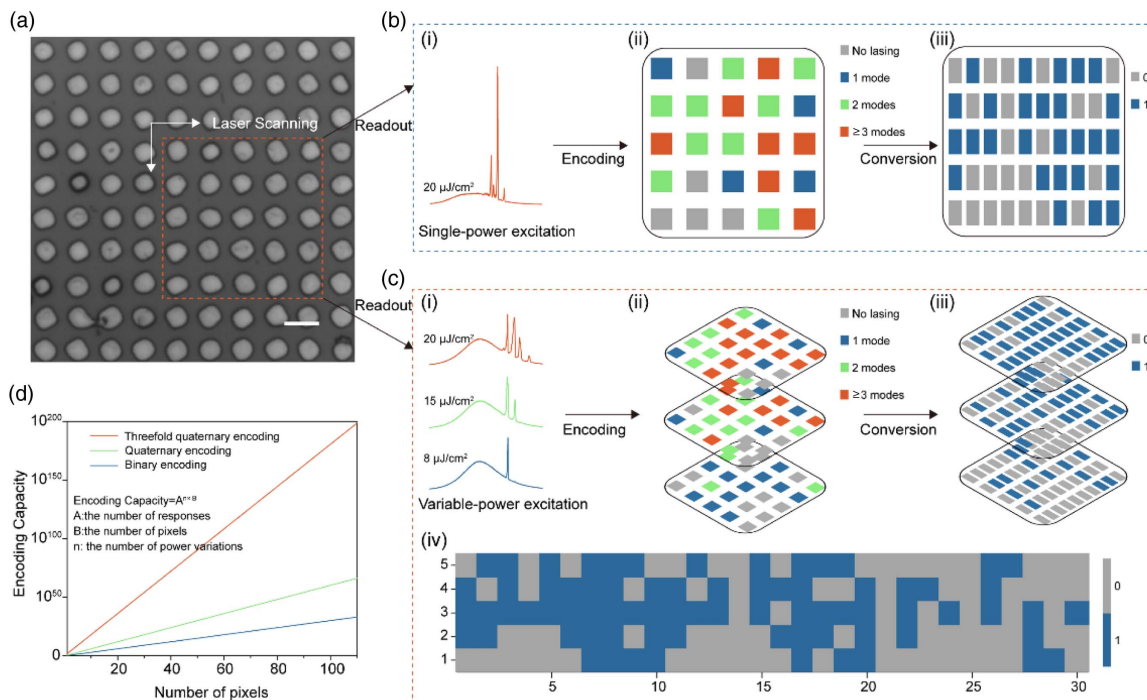 (a)
Laser Scanning
Readout
Readout
(b)
(i)
20 μJ/cm²
Single-power excitation
Encoding
(ii)
No lasing
1 mode
2 modes
≥3 modes
Conversion
(iii)
0
1
(c)
(i)
20 μJ/cm²
15 μJ/cm²
8 μJ/cm²
Variable-power excitation
Encoding
(ii)
No lasing
1 mode
2 modes
≥3 modes
Conversion
(iii)
0
1
(d)
Encoding Capacity
10²⁰⁰
10¹⁵⁰
10¹⁰⁰
10⁵⁰
0
Threefold quaternary encoding
Quaternary encoding
Binary encoding
Encoding Capacity=Aⁿ×ᴮ
A:the number of responses
B:the number of pixels
n: the number of power variations
20 40 60 80 100
Number of pixels
(iv)
5
4
3
2
1
5 10 15 20 25 30
0
1